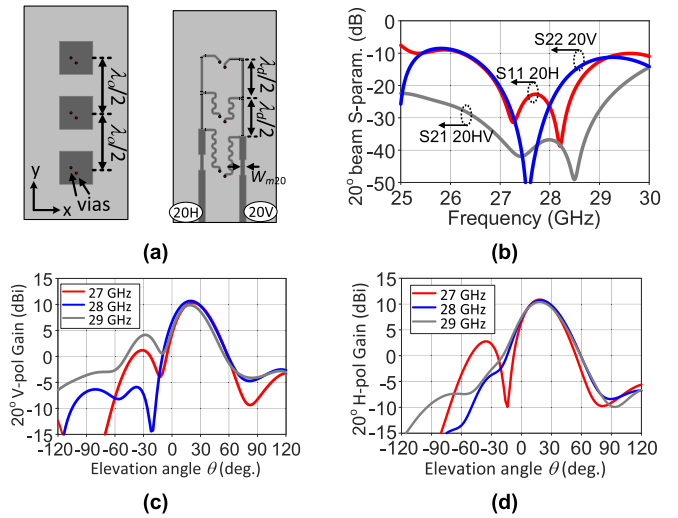 λd/2
λd/2
y
x
vias
λd/2
λd/2
Wm20
20H
20V
(a)
20° beam S-param. (dB)
10
0
-10
-20
-30
-40
-50
S22 20V
S11 20H
S21 20HV
25 26 27 28 29 30
Frequency (GHz)
(b)
20° V-pol Gain (dBi)
15
10
5
0
-5
-10
15
27 GHz
28 GHz
29 GHz
-120 -90 -60 -30 0 30 60 90 120
Elevation angle θ (deg.)
(c)
20° H-pol Gain (dBi)
15
10
5
0
-5
-10
-15
27 GHz
28 GHz
29 GHz
-120 -90 -60 -30 0 30 60 90 120
Elevation angle θ (deg.)
(d)